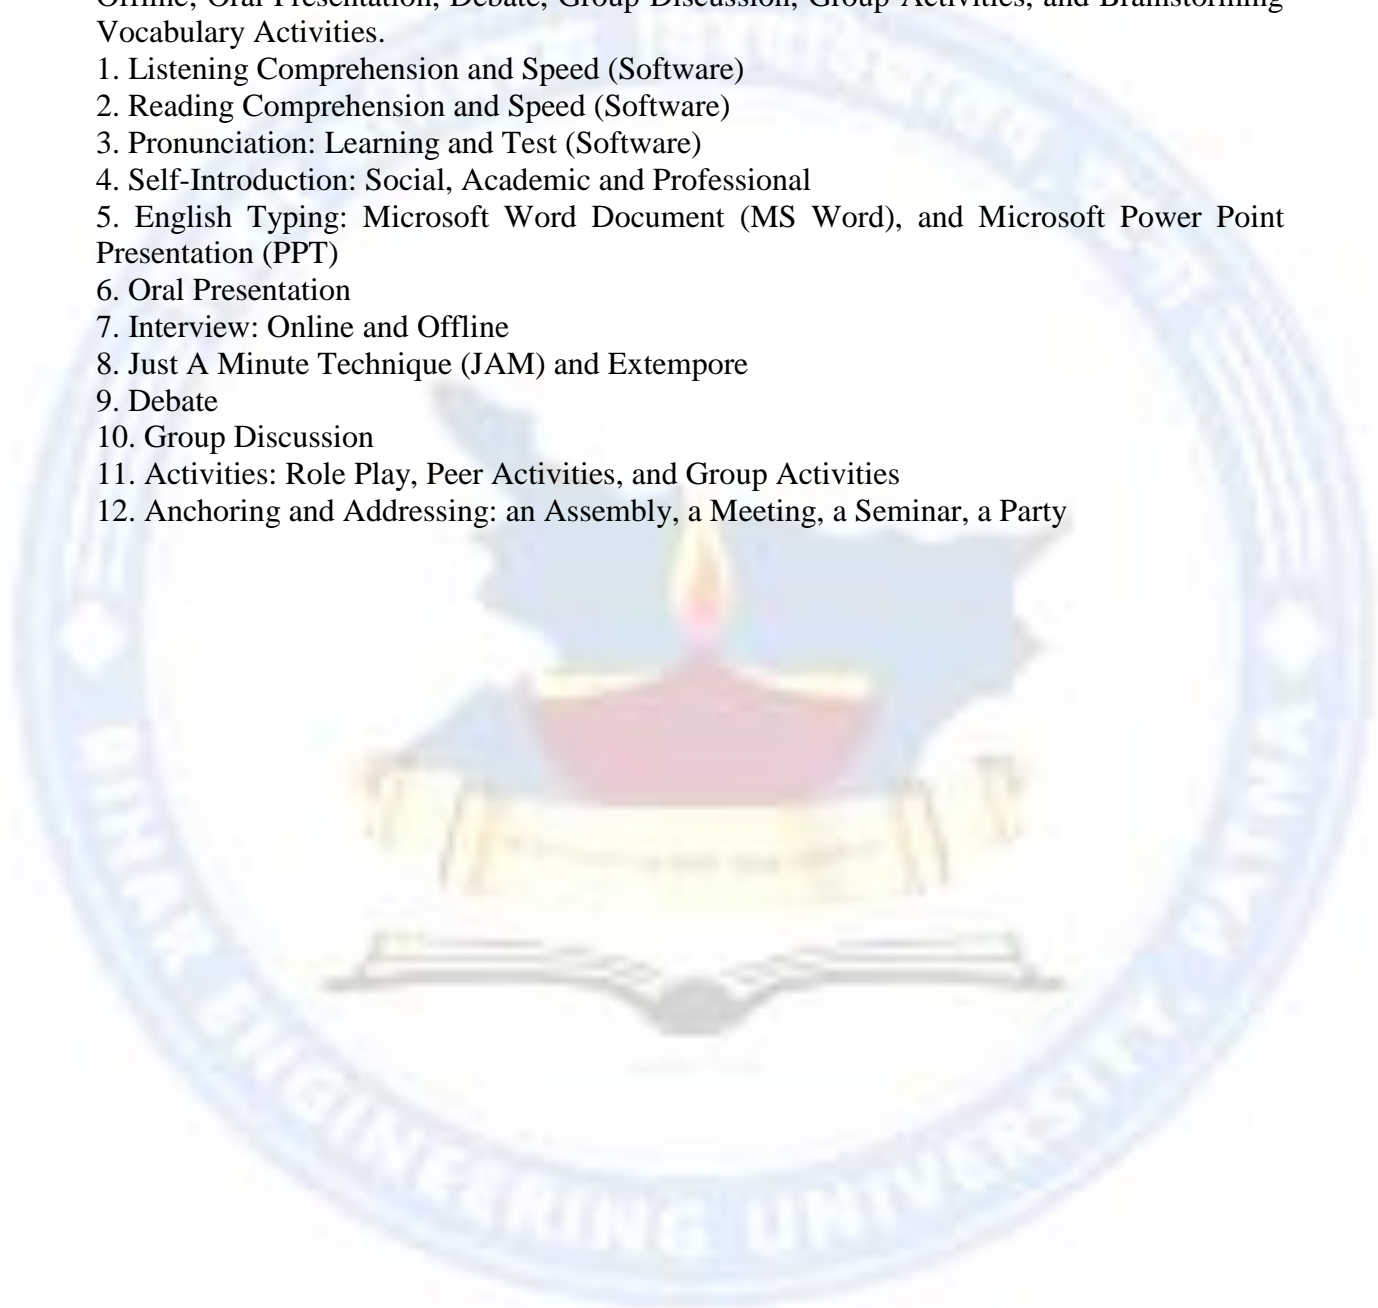 Offline, Oral Presentation, Debate, Group Discussion, Group Activities, and Brainstorming
Vocabulary Activities.
1. Listening Comprehension and Speed (Software)
2. Reading Comprehension and Speed (Software)
3. Pronunciation: Learning and Test (Software)
4. Self-Introduction: Social, Academic and Professional
5. English Typing: Microsoft Word Document (MS Word), and Microsoft Power Point
Presentation (PPT)
6. Oral Presentation
7. Interview: Online and Offline
8. Just A Minute Technique (JAM) and Extempore
9. Debate
10. Group Discussion
11. Activities: Role Play, Peer Activities, and Group Activities
12. Anchoring and Addressing: an Assembly, a Meeting, a Seminar, a Party
BIHAR ENGINEERING UNIVERSITY, PATNA